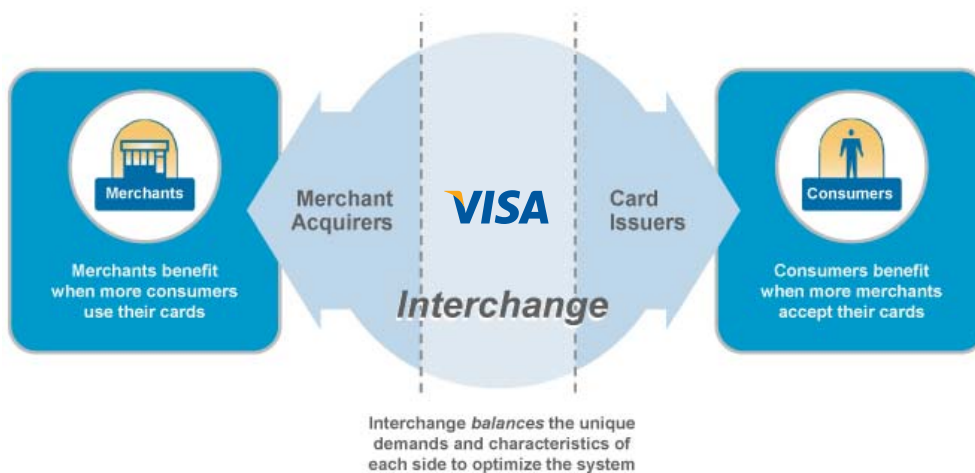 Merchants
Merchants benefit
when more consumers
use their cards
Merchant
Acquirers
VISA
Card
Issuers
Interchange
Consumers
Consumers benefit
when more merchants
accept their cards
Interchange balances the unique
demands and characteristics of
each side to optimize the system